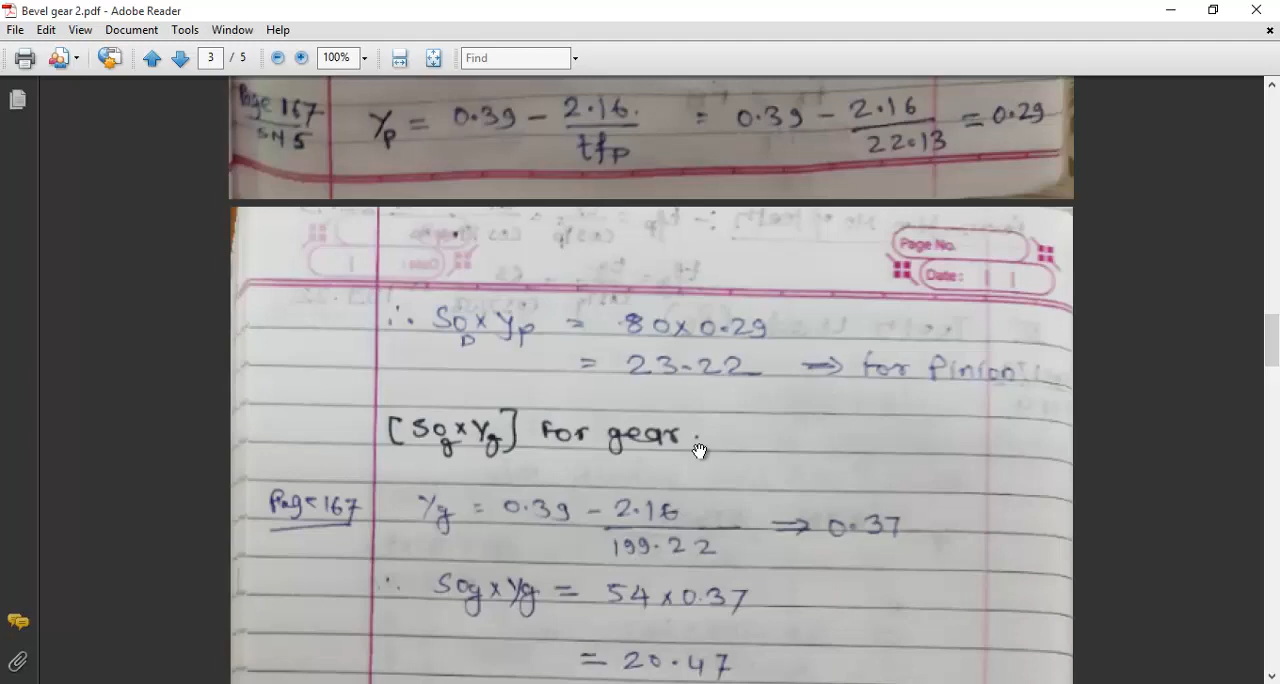 Bevel gear 2.pdf - Adobe Reader
File Edit View Document Tools Window Help
3 / 5 100% Find
Page 167
SN 5
Yp = 0.39 - 2.16 / tfp = 0.39 - 2.16 / 22.13 = 0.29
Page No.
Date:
∴ Sop × Yp = 80 × 0.29
= 23.22 → for Pinion
[Sog × Yg] For gear.
Page 167
Yg = 0.39 - 2.16 / 199.22 ⇒ 0.37
∴ Sog × Yg = 54 × 0.37
= 20.47